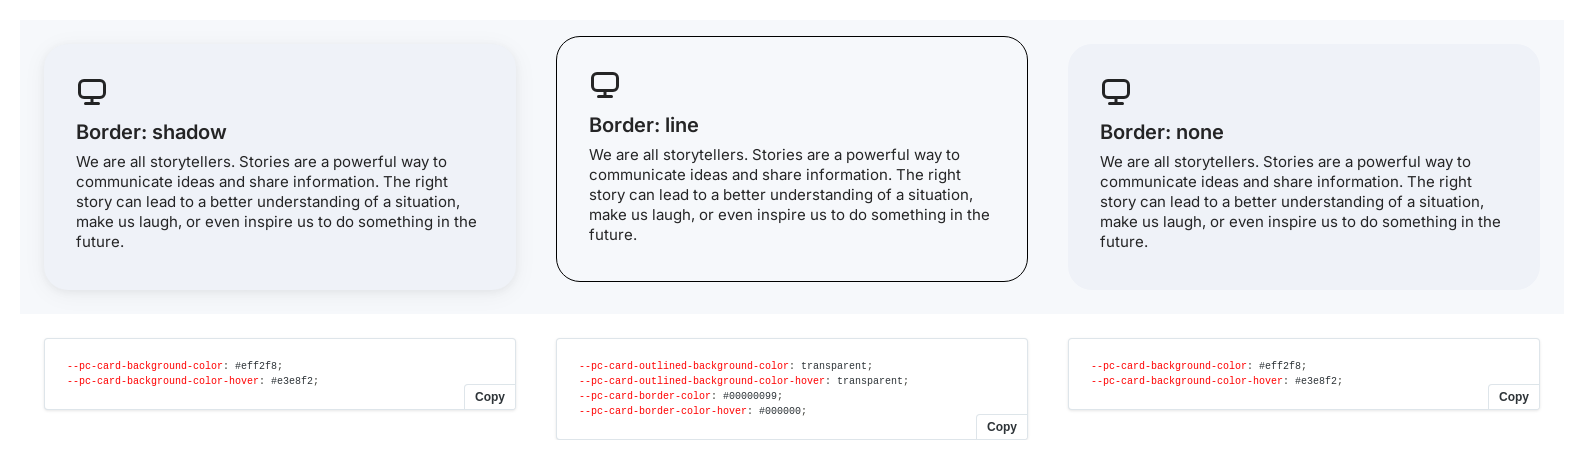 Border: shadow
We are all storytellers. Stories are a powerful way to
communicate ideas and share information. The right
story can lead to a better understanding of a situation,
make us laugh, or even inspire us to do something in the
future.
Border: line
We are all storytellers. Stories are a powerful way to
communicate ideas and share information. The right
story can lead to a better understanding of a situation,
make us laugh, or even inspire us to do something in the
future.
Border: none
We are all storytellers. Stories are a powerful way to
communicate ideas and share information. The right
story can lead to a better understanding of a situation,
make us laugh, or even inspire us to do something in the
future.
--pc-card-background-color: #eff2f8;
--pc-card-background-color-hover: #e3e8f2;
Copy
--pc-card-outlined-background-color: transparent;
--pc-card-outlined-background-color-hover: transparent;
--pc-card-border-color: #00000099;
--pc-card-border-color-hover: #000000;
Copy
--pc-card-background-color: #eff2f8;
--pc-card-background-color-hover: #e3e8f2;
Copy